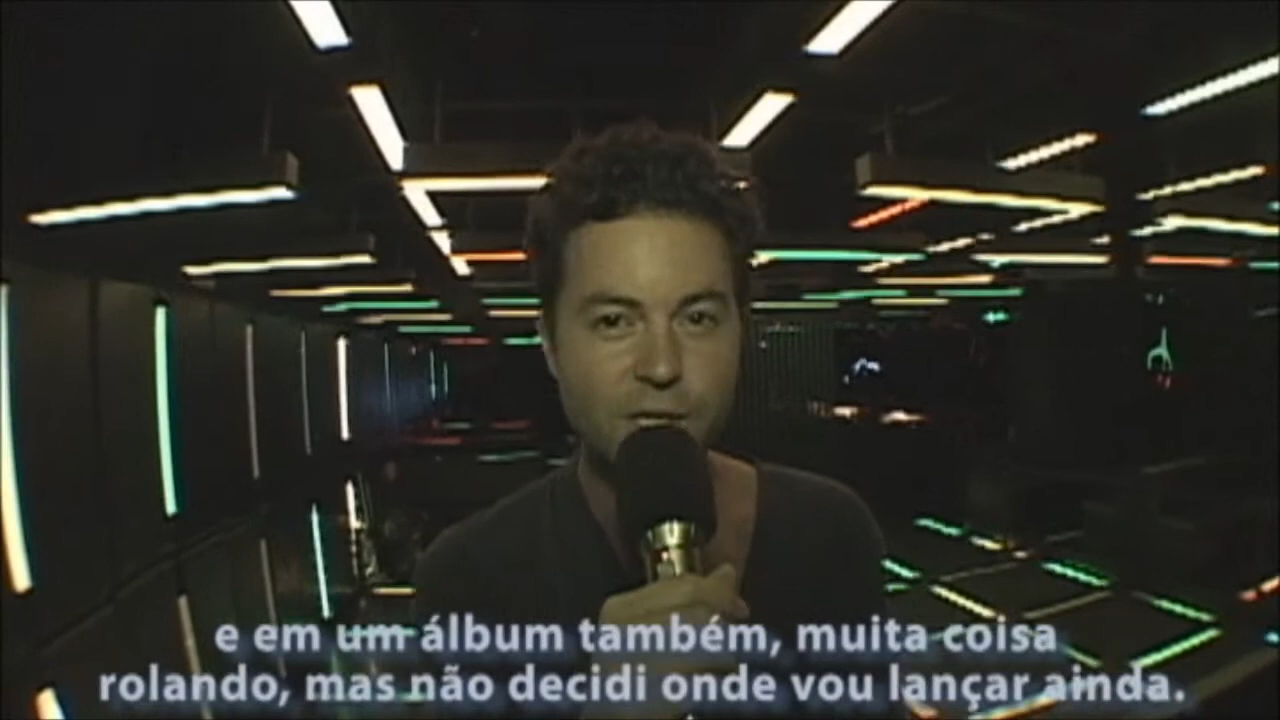 e em um álbum também, muita coisa
rolando, mas não decidi onde vou lançar ainda.